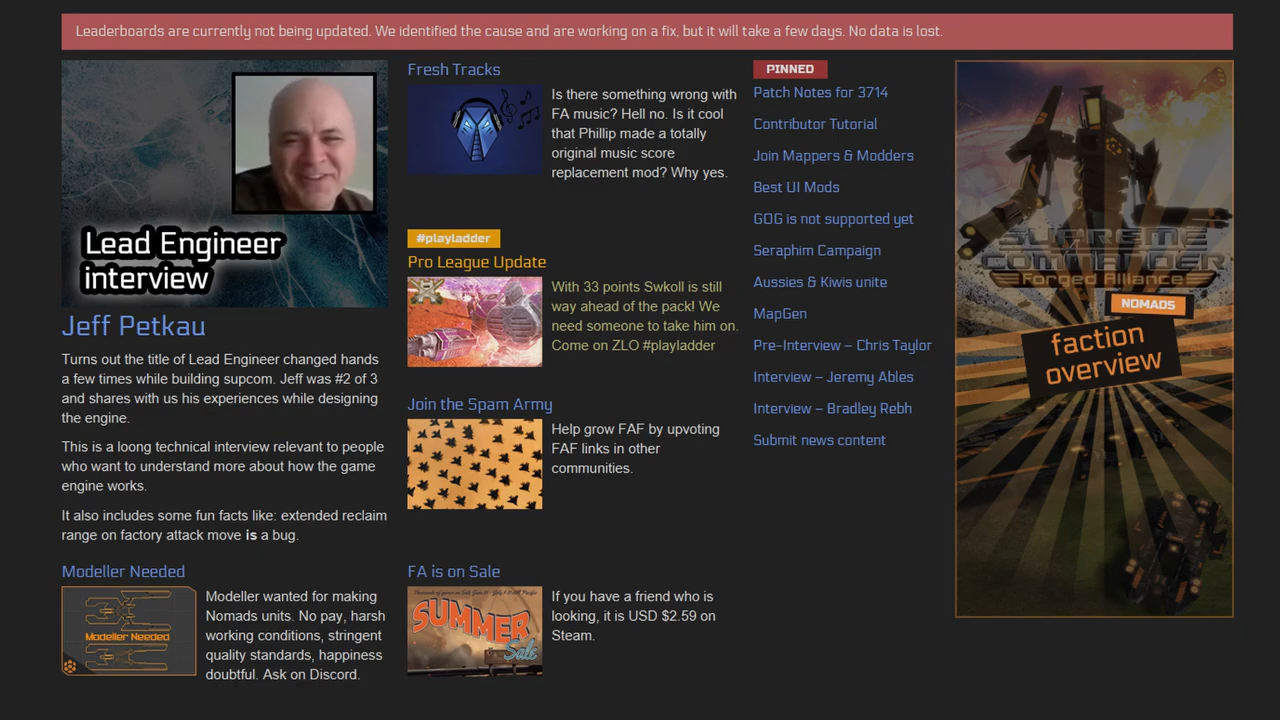 Leaderboards are currently not being updated. We identified the cause and are working on a fix, but it will take a few days. No data is lost.
Lead Engineer
interview
Jeff Petkau
Turns out the title of Lead Engineer changed hands
a few times while building supcom. Jeff was #2 of 3
and shares with us his experiences while designing
the engine.
This is a loong technical interview relevant to people
who want to understand more about how the game
engine works.
It also includes some fun facts like: extended reclaim
range on factory attack move is a bug.
Modeller Needed
Modeller Needed
Modeller wanted for making
Nomads units. No pay, harsh
working conditions, stringent
quality standards, happiness
doubtful. Ask on Discord.
Fresh Tracks
Is there something wrong with
FA music? Hell no. Is it cool
that Phillip made a totally
original music score
replacement mod? Why yes.
#playladder
Pro League Update
With 33 points Swkoll is still
way ahead of the pack! We
need someone to take him on.
Come on ZLO #playladder
Join the Spam Army
Help grow FAF by upvoting
FAF links in other
communities.
FA is on Sale
SUMMER
Sale
If you have a friend who is
looking, it is USD $2.59 on
Steam.
PINNED
Patch Notes for 3714
Contributor Tutorial
Join Mappers & Modders
Best UI Mods
GOG is not supported yet
Seraphim Campaign
Aussies & Kiwis unite
MapGen
Pre-Interview – Chris Taylor
Interview – Jeremy Ables
Interview – Bradley Rebh
Submit news content
SUPREME
COMMANDER
Forged Alliance
NOMADS
faction
overview